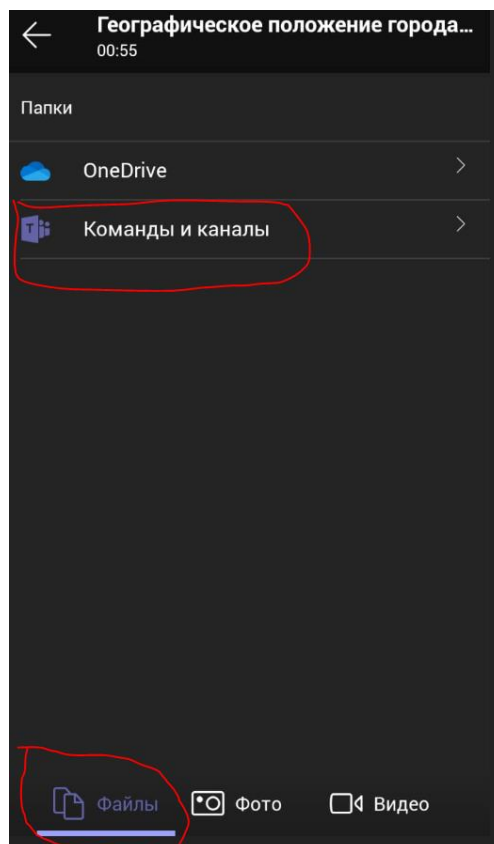 Географическое положение города...
00:55
Папки
OneDrive
Команды и каналы
Файлы Фото Видео